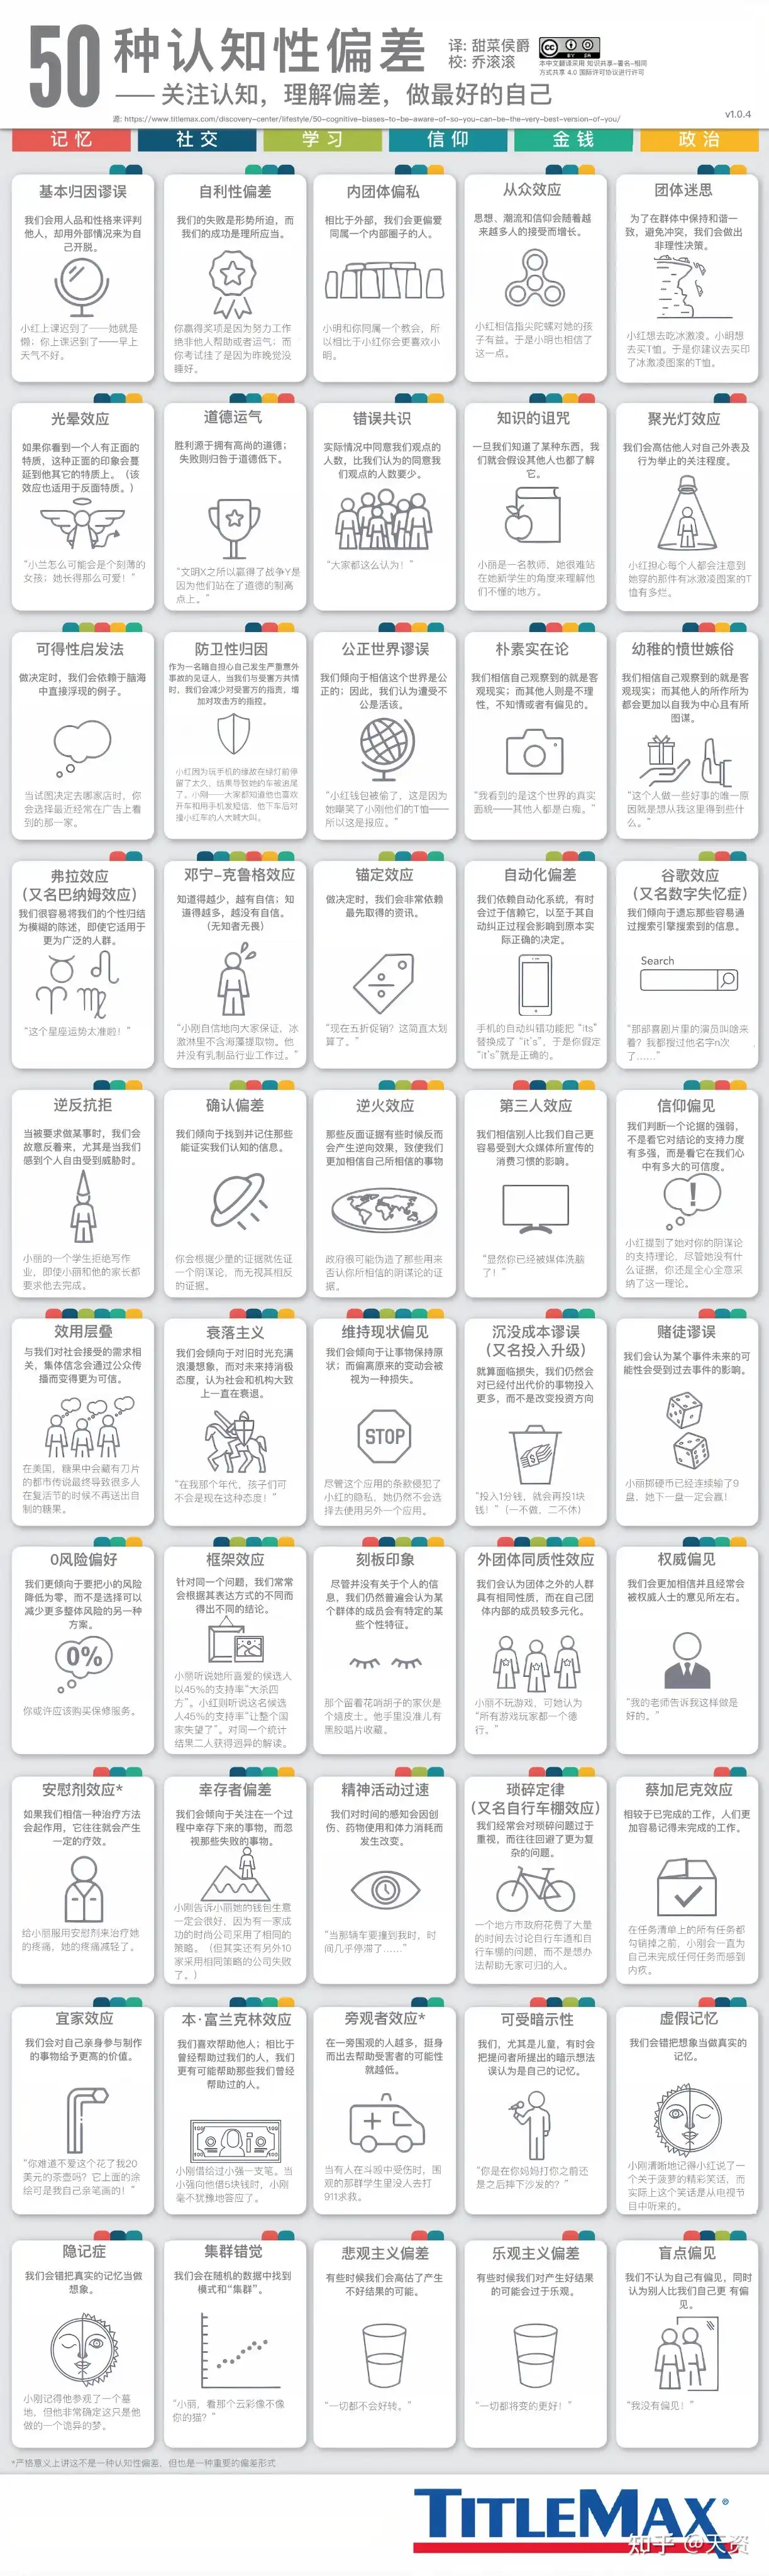 50种认知性偏差
译: 甜菜侯爵
校: 乔滚滚
本中文翻译采用 知识共享-署名-相同
方式共享 4.0 国际许可协议进行许可
—— 关注认知，理解偏差，做最好的自己
源: https://www.titlemax.com/discovery-center/lifestyle/50-cognitive-biases-to-be-aware-of-so-you-can-be-the-very-best-version-of-you/
v1.0.4
记忆 社交 学习 信仰 金钱 政治
基本归因谬误
我们会用人品和性格来评判
他人，却用外部情况来为自
己开脱。
小红上课迟到了——她就是
懒；你上课迟到了——早上
天气不好。
自利性偏差
我们的失败是形势所迫，而
我们的成功是理所应当。
你赢得奖项是因为努力工作
绝非他人帮助或者运气；而
你考试挂了是因为昨晚觉没
睡好。
内团体偏私
相比于外部，我们会更偏爱
同属一个内部圈子的人。
小明和你同属一个教会，所
以相比于小红你会更喜欢小
明。
从众效应
思想、潮流和信仰会随着越
来越多人的接受而增长。
小红相信指尖陀螺对她的孩
子有益。于是小明也相信了
这一点。
团体迷思
为了在群体中保持和谐一
致，避免冲突，我们会做出
非理性决策。
小红想去吃冰激凌。小明想
去买T恤。于是你建议去买印
了冰激凌图案的T恤。
光晕效应
如果你看到一个人有正面的
特质，这种正面的印象会蔓
延到他其它的特质上。（该
效应也适用于反面特质。）
“小兰怎么可能会是个刻薄的
女孩；她长得那么可爱！”
道德运气
胜利源于拥有高尚的道德；
失败则归咎于道德低下。
“文明X之所以赢得了战争Y是
因为他们站在了道德的制高
点上。”
错误共识
实际情况中同意我们观点的
人数，比我们认为的同意我
们观点的人数要少。
“大家都这么认为！”
知识的诅咒
一旦我们知道了某种东西，我
们就会假设其他人也都了解
它。
小丽是一名教师，她很难站
在她新学生的角度来理解他
们不懂的地方。
聚光灯效应
我们会高估他人对自己外表及
行为举止的关注程度。
小红担心每个人都会注意到
她穿的那件有冰激凌图案的T
恤有多烂。
可得性启发法
做决定时，我们会依赖于脑海
中直接浮现的例子。
当试图决定去哪家店时，你
会选择最近经常在广告上看
到的那一家。
防卫性归因
作为一名暗自担心自己发生严重意外
事故的见证人，当我们与受害方共情
时，我们会减少对受害方的指责，增
加对攻击方的指控。
小红因为玩手机的缘故在绿灯前停
留了太久，结果导致她的车被追尾
了。小刚——大家都知道他也喜欢
开车和用手机发短信，他下车后对
撞小红车的人大喊大叫。
公正世界谬误
我们倾向于相信这个世界是公
正的；因此，我们认为遭受不
公是活该。
“小红钱包被偷了，这是因为
她嘲笑了小刚他们的T恤——
所以这是报应。”
朴素实在论
我们相信自己观察到的就是客
观现实；而其他人则是不理
性，不知情或者有偏见的。
“我看到的是这个世界的真实
面貌——其他人都是白痴。”
幼稚的愤世嫉俗
我们相信自己观察到的就是客
观现实；而其他人的所作所为
都会更加以自我为中心且有所
图谋。
“这个人做一些好事的唯一原
因就是想从我这里得到些什
么。”
弗拉效应
（又名巴纳姆效应）
我们很容易将我们的个性归结
为模糊的陈述，即使它适用于
更为广泛的人群。
“这个星座运势太准啦！”
邓宁-克鲁格效应
知道得越少，越有自信；知
道得越多，越没有自信。
（无知者无畏）
“小刚自信地向大家保证，冰
激淋里不含海藻提取物。他
并没有乳制品行业工作过。”
锚定效应
做决定时，我们会非常依赖
最先取得的资讯。
“现在五折促销？这简直太划
算了。”
自动化偏差
我们依赖自动化系统，有时
会过于信赖它，以至于其自
动纠正过程会影响到原本实
际正确的决定。
手机的自动纠错功能把 “its”
替换成了 “it's”，于是你假定
“it's”就是正确的。
谷歌效应
（又名数字失忆症）
我们倾向于遗忘那些容易通
过搜索引擎搜索到的信息。
Search
“那部喜剧片里的演员叫啥来
着？我都搜过他名字n次
了……”
逆反抗拒
当被要求做某事时，我们会
故意反着来，尤其是当我们
感到个人自由受到威胁时。
小丽的一个学生拒绝写作
业，即使小丽和他的家长都
要求他去完成。
确认偏差
我们倾向于找到并记住那些
能证实我们认知的信息。
你会根据少量的证据就佐证
一个阴谋论，而无视其相反
的证据。
逆火效应
那些反面证据有些时候反而
会产生逆向效果，致使我们
更加相信自己所相信的事物
政府很可能伪造了那些用来
否认你所相信的阴谋论的证
据。
第三人效应
我们相信别人比我们自己更
容易受到大众媒体所宣传的
消费习惯的影响。
“显然你已经被媒体洗脑
了！”
信仰偏见
我们判断一个论据的强弱，
不是看它对结论的支持力度
有多强，而是看它在我们心
中有多大的可信度。
小红提到了她对你的阴谋论
的支持理论，尽管她没有什
么证据，你还是全心全意采
纳了这一理论。
效用层叠
与我们对社会接受的需求相
关，集体信念会通过公众传
播而变得更为可信。
在美国，糖果中会藏有刀片
的都市传说最终导致很多人
在复活节的时候不再送出自
制的糖果。
衰落主义
我们会倾向于对旧时光充满
浪漫想象，而对未来持消极
态度，认为社会和机构大致
上一直在衰退。
“在我那个年代，孩子们可
不会是现在这种态度！”
维持现状偏见
我们会倾向于让事物保持原
状；而偏离原来的变动会被
视为一种损失。
STOP
尽管这个应用的条款侵犯了
小红的隐私，她仍然不会选
择去使用另外一个应用。
沉没成本谬误
（又名投入升级）
就算面临损失，我们仍然会
对已经付出代价的事物投入
更多，而不是改变投资方向
“投入1分钱，就会再投1块
钱！”（一不做，二不休）
赌徒谬误
我们会认为某个事件未来的可
能性会受到过去事件的影响。
小丽掷硬币已经连续输了9
盘，她下一盘一定会赢！
0风险偏好
我们更倾向于要把小的风险
降低为零，而不是选择可以
减少更多整体风险的另一种
方案。
0%
你或许应该购买保修服务。
框架效应
针对同一个问题，我们常常
会根据其表达方式的不同而
得出不同的结论。
小丽听说她所喜爱的候选人
以45%的支持率“大杀四
方”。小红则听说这名候选
人45%的支持率“让整个国
家失望了”。对同一个统计
结果二人获得迥异的解读。
刻板印象
尽管并没有关于个人的信
息，我们仍然普遍会认为某
个群体的成员会有特定的某
些个性特征。
那个留着花哨胡子的家伙是
个嬉皮士。他手里没准儿有
黑胶唱片收藏。
外团体同质性效应
我们会认为团体之外的人群
具有相同性质，而在自己团
体内部的成员较多元化。
小丽不玩游戏，可她认为
“所有游戏玩家都一个德
行。”
权威偏见
我们会更加相信并且经常会
被权威人士的意见所左右。
“我的老师告诉我这样做是
好的。”
安慰剂效应*
如果我们相信一种治疗方法
会起作用，它往往就会产生
一定的疗效。
给小丽服用安慰剂来治疗她
的疼痛，她的疼痛减轻了。
幸存者偏差
我们会倾向于关注在一个过
程中幸存下来的事物，而忽
视那些失败的事物。
小刚告诉小丽她的钱包生意
一定会很好，因为有一家成
功的时尚公司采用了相同的
策略。（但其实还有另外10
家采用相同策略的公司失败
了。）
精神活动过速
我们对时间的感知会因创
伤、药物使用和体力消耗而
发生改变。
“当那辆车要撞到我时，时
间几乎停滞了……”
琐碎定律
（又名自行车棚效应）
我们经常会对琐碎问题过于
重视，而往往回避了更为复
杂的问题。
一个地方市政府花费了大量
的时间去讨论自行车道和自
行车棚的问题，而不是想办
法帮助无家可归的人。
蔡加尼克效应
相较于已完成的工作，人们更
加容易记得未完成的工作。
在任务清单上的所有任务都
勾销掉之前，小刚会一直为
自己未完成任何任务而感到
内疚。
宜家效应
我们会对自己亲身参与制作
的事物给予更高的价值。
“你难道不爱这个花了我20
美元的茶壶吗？它上面的涂
绘可是我自己亲笔画的！”
本·富兰克林效应
我们喜欢帮助他人；相比于
曾经帮助过我们的人，我们
更有可能帮助那些我们曾经
帮助过的人。
小刚借给过小强一支笔。当
小强向他借5块钱时，小刚
毫不犹豫地答应了。
旁观者效应*
在一旁围观的人越多，挺身
而出去帮助受害者的可能性
就越低。
当有人在斗殴中受伤时，围
观的那群学生里没人去打
911求救。
可受暗示性
我们，尤其是儿童，有时会
把提问者所提出的暗示想法
误认为是自己的记忆。
“你是在你妈妈打你之前还
是之后摔下沙发的？”
虚假记忆
我们会错把想象当做真实的
记忆。
小刚清晰地记得小红说了一
个关于菠萝的精彩笑话，而
实际上这个笑话是从电视节
目中听来的。
隐记症
我们会错把真实的记忆当做
想象。
小刚记得他参观了一个墓
地，但他非常确定这只是他
做的一个诡异的梦。
集群错觉
我们会在随机的数据中找到
模式和“集群”。
“小丽，看那个云彩像不像
你的猫？”
悲观主义偏差
有些时候我们会高估了产生
不好结果的可能。
“一切都不会好转。”
乐观主义偏差
有些时候我们对产生好结果
的可能会过于乐观。
“一切都将变的更好！”
盲点偏见
我们不认为自己有偏见，同时
认为别人比我们自己更 有偏
见。
“我没有偏见！”
*严格意义上讲这不是一种认知性偏差，但也是一种重要的偏差形式
TITLEMAX®
知乎 @天资